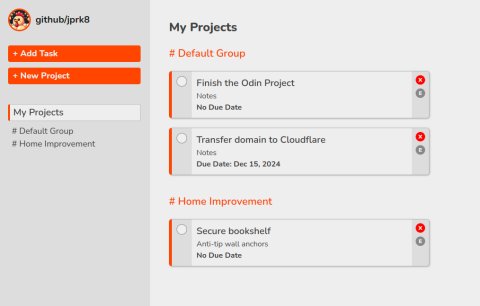 github/jprk8
+ Add Task
+ New Project
My Projects
# Default Group
# Home Improvement
My Projects
# Default Group
Finish the Odin Project
Notes
No Due Date
X
E
Transfer domain to Cloudflare
Notes
Due Date: Dec 15, 2024
X
E
# Home Improvement
Secure bookshelf
Anti-tip wall anchors
No Due Date
X
E